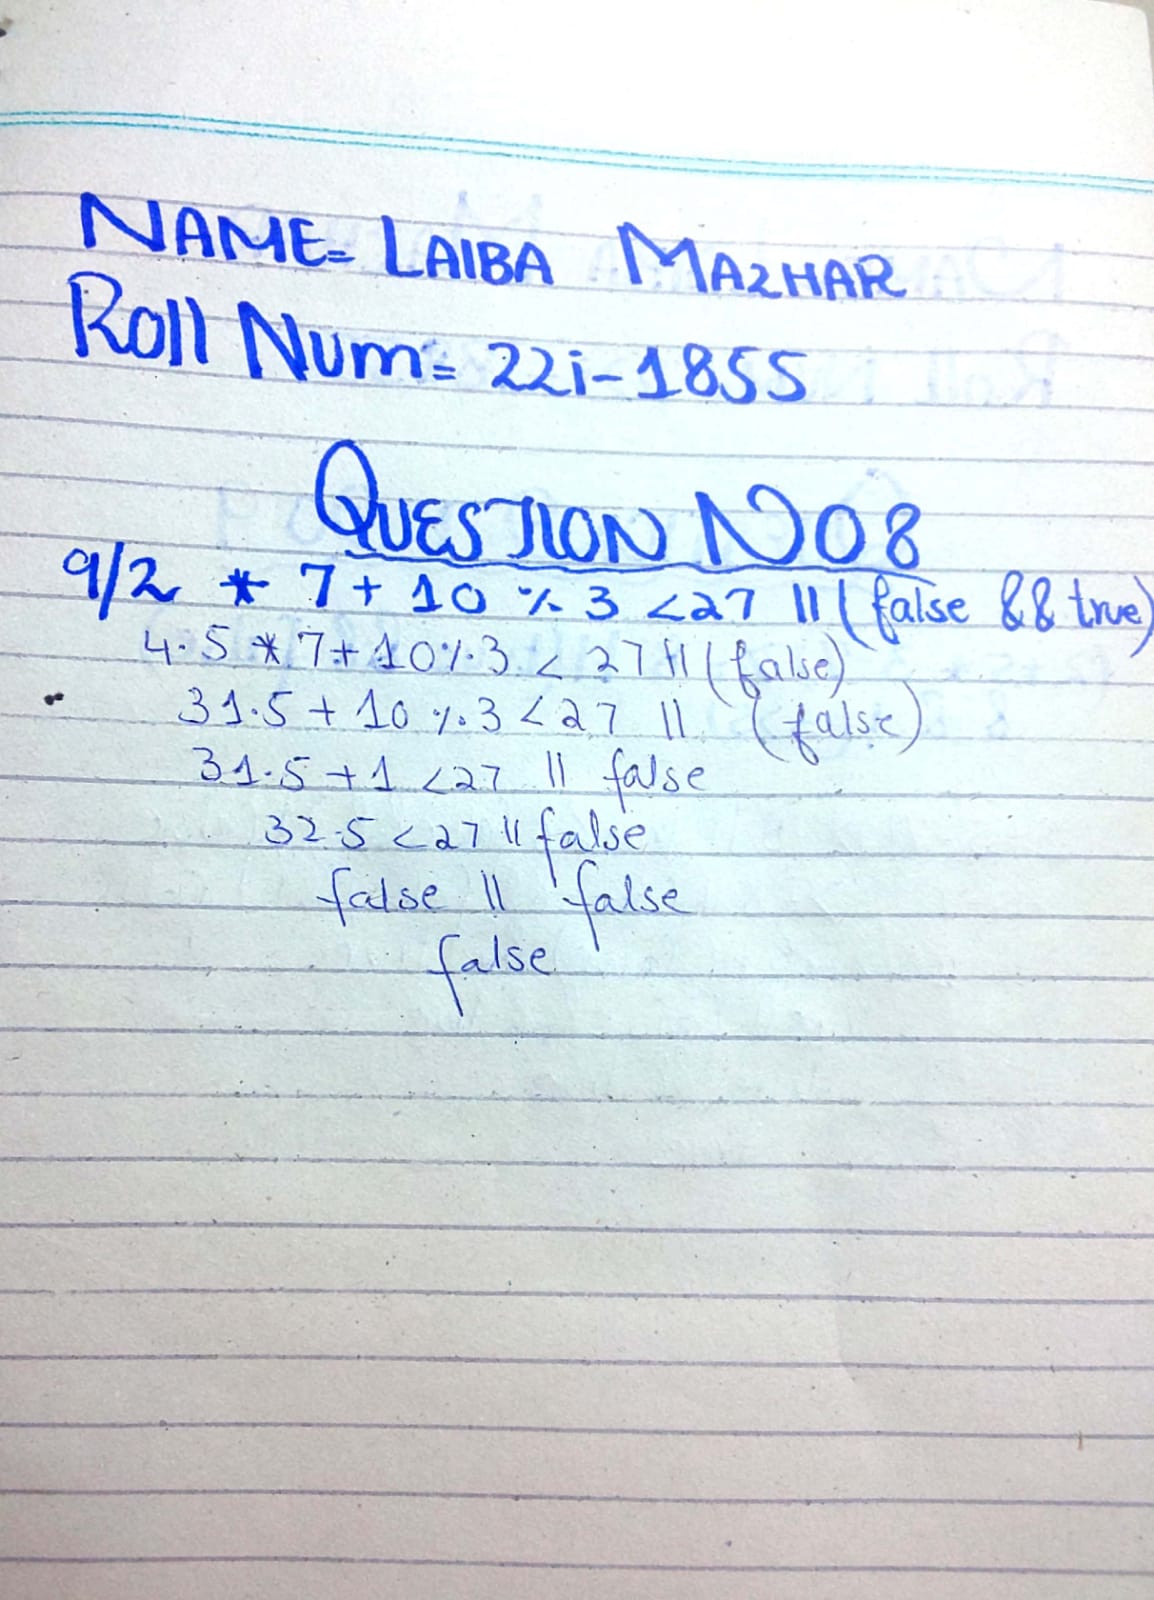 NAME= LAIBA MAZHAR
Roll Num= 22i-1855
QUESTION NO 8
9/2 * 7 + 10 % 3 < 27 || (false && true)
4.5 * 7 + 10 % 3 < 27 || (false)
31.5 + 10 % 3 < 27 || (false)
31.5 + 1 < 27 || false
32.5 < 27 || false
false || false
false